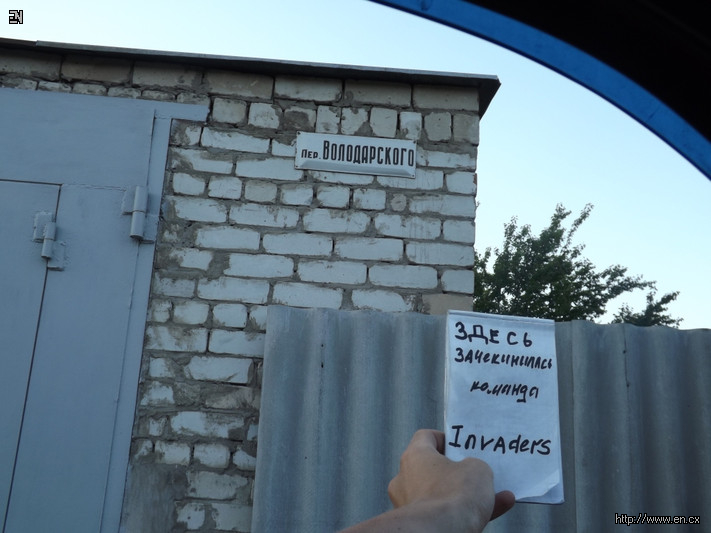 EN
Пер. Володарского
ЗДЕСЬ
ЗАЧЕКИНИЛАСЬ
команда
Invaders
http://www.en.cx